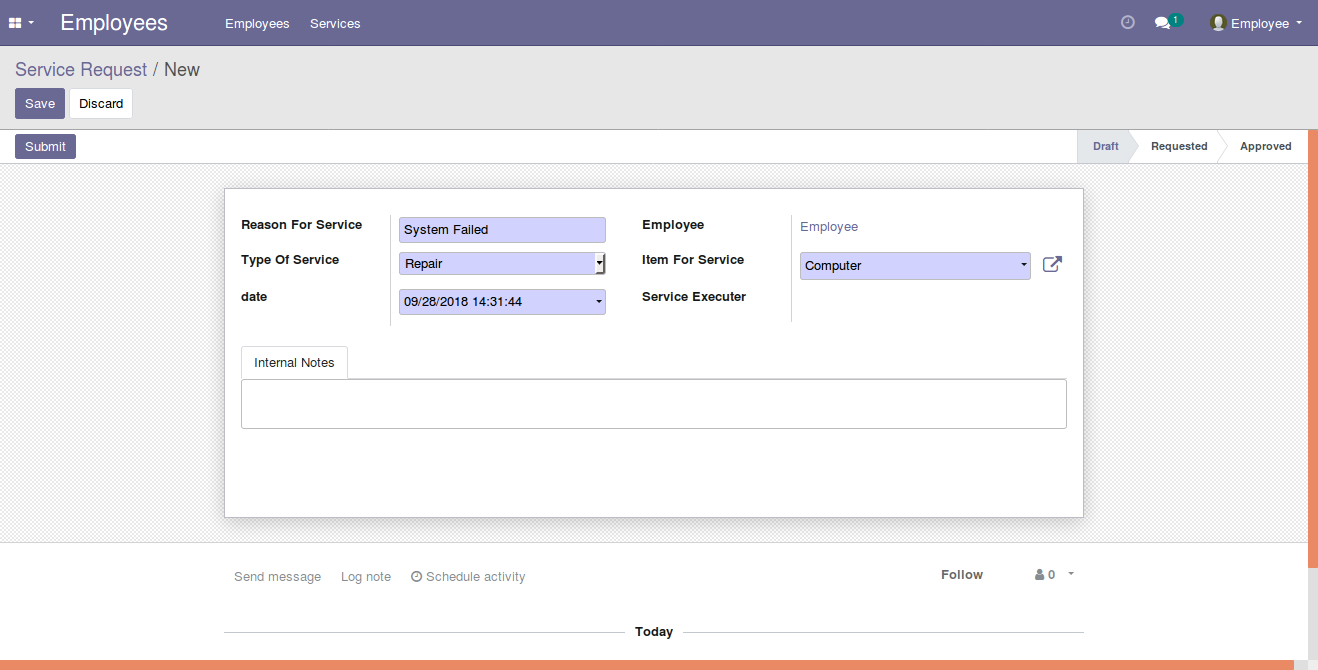 Employees Employees Services 1 Employee
Service Request / New
Save Discard
Submit Draft Requested Approved
Reason For Service System Failed Employee Employee
Type Of Service Repair Item For Service Computer
date 09/28/2018 14:31:44 Service Executer
Internal Notes
Send message Log note Schedule activity Follow 0
Today